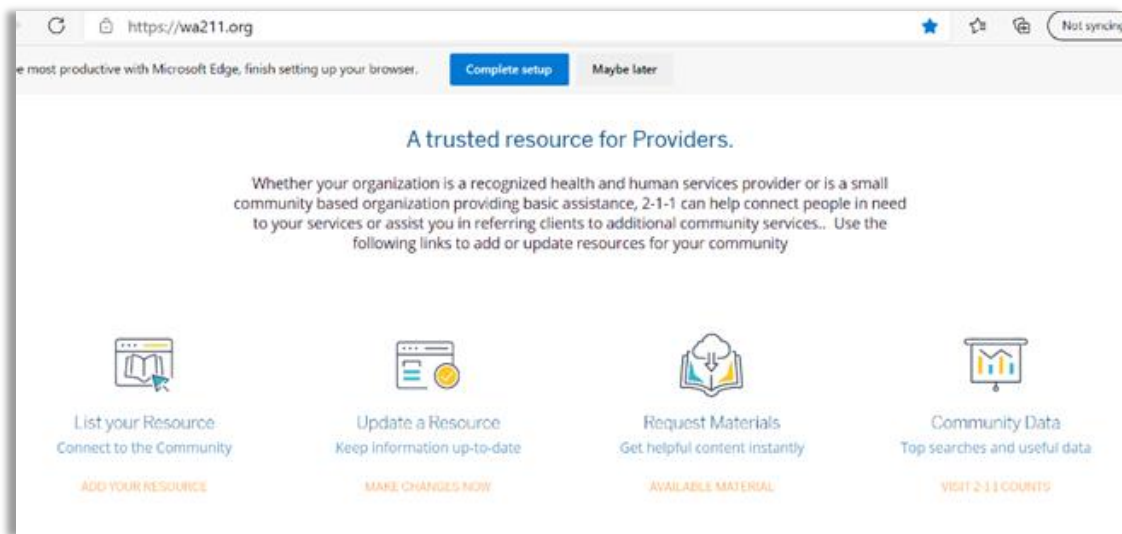 https://wa211.org
Not syncing
e most productive with Microsoft Edge, finish setting up your browser. Complete setup Maybe later
A trusted resource for Providers.
Whether your organization is a recognized health and human services provider or is a small
community based organization providing basic assistance, 2-1-1 can help connect people in need
to your services or assist you in referring clients to additional community services.. Use the
following links to add or update resources for your community
List your Resource
Connect to the Community
ADD YOUR RESOURCE
Update a Resource
Keep information up-to-date
MAKE CHANGES NOW
Request Materials
Get helpful content instantly
AVAILABLE MATERIAL
Community Data
Top searches and useful data
VISIT 2-1-1 COUNTS